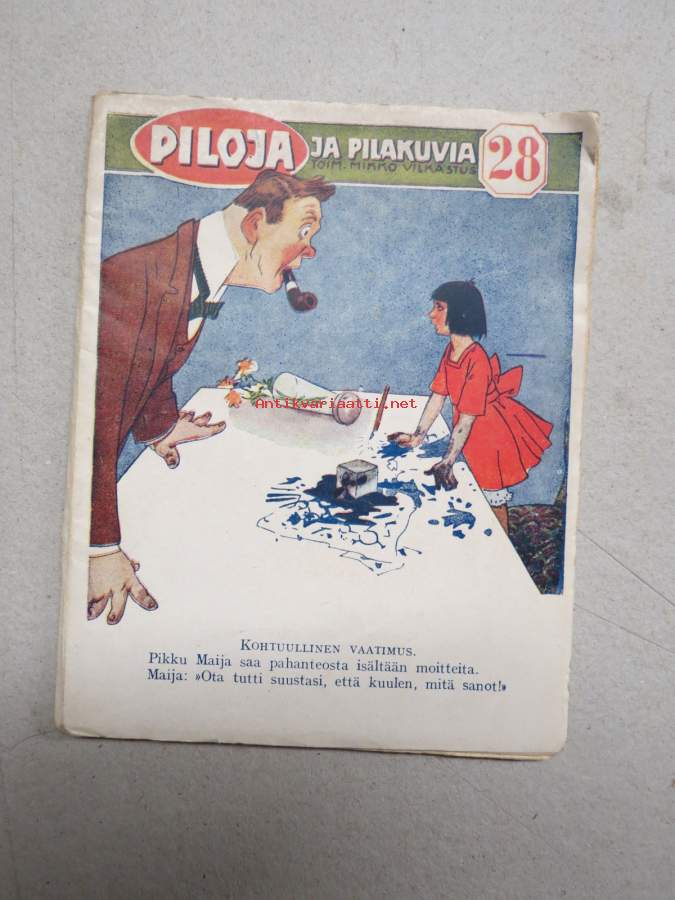 PILOJA JA PILAKUVIA 28
TOIM. MIKKO VILKASTUS
Antikvariaatti.net
KOHTUULLINEN VAATIMUS.
Pikku Maija saa pahanteosta isältään moitteita.
Maija: »Ota tutti suustasi, että kuulen, mitä sanot!»